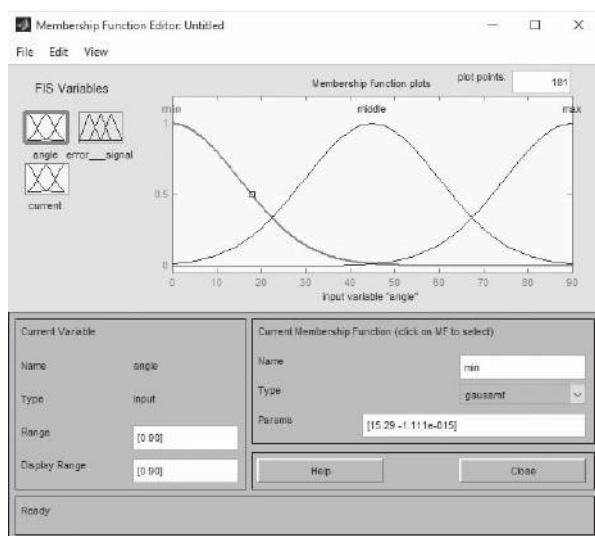 Membership Function Editor: Untitled
File Edit View
FIS Variables
angle error___signal
current
Membership function plots
plot points:
181
min
middle
max
1
0.5
0
0 10 20 30 40 50 60 70 80 90
input variable "angle"
Current Variable
Name angle
Type input
Range [0 90]
Display Range [0 90]
Current Membership Function (click on MF to select)
Name min
Type gaussmf
Params [15.29 -1.111e-015]
Help
Close
Ready